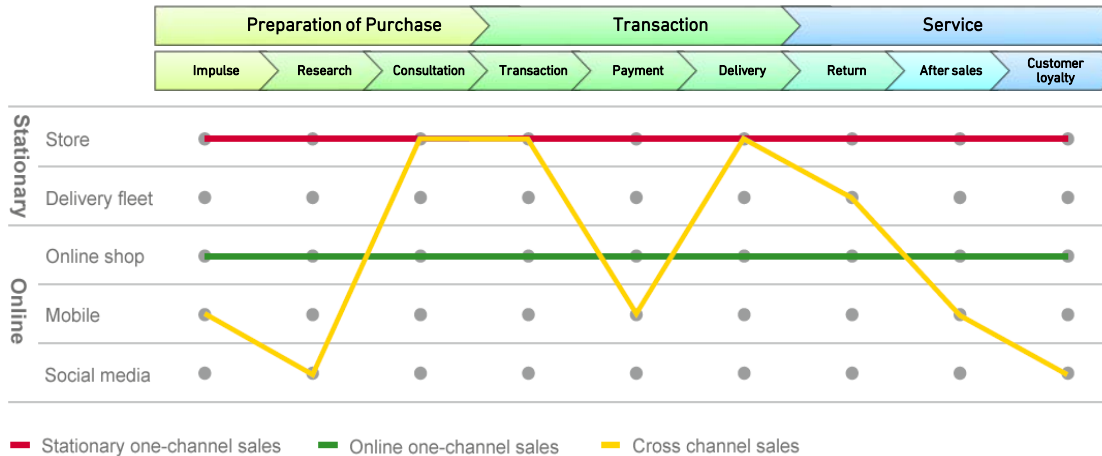 Preparation of Purchase Transaction Service
Impulse Research Consultation Transaction Payment Delivery Return After sales Customer loyalty
Stationary
Store
Delivery fleet
Online
Online shop
Mobile
Social media
Stationary one-channel sales Online one-channel sales Cross channel sales